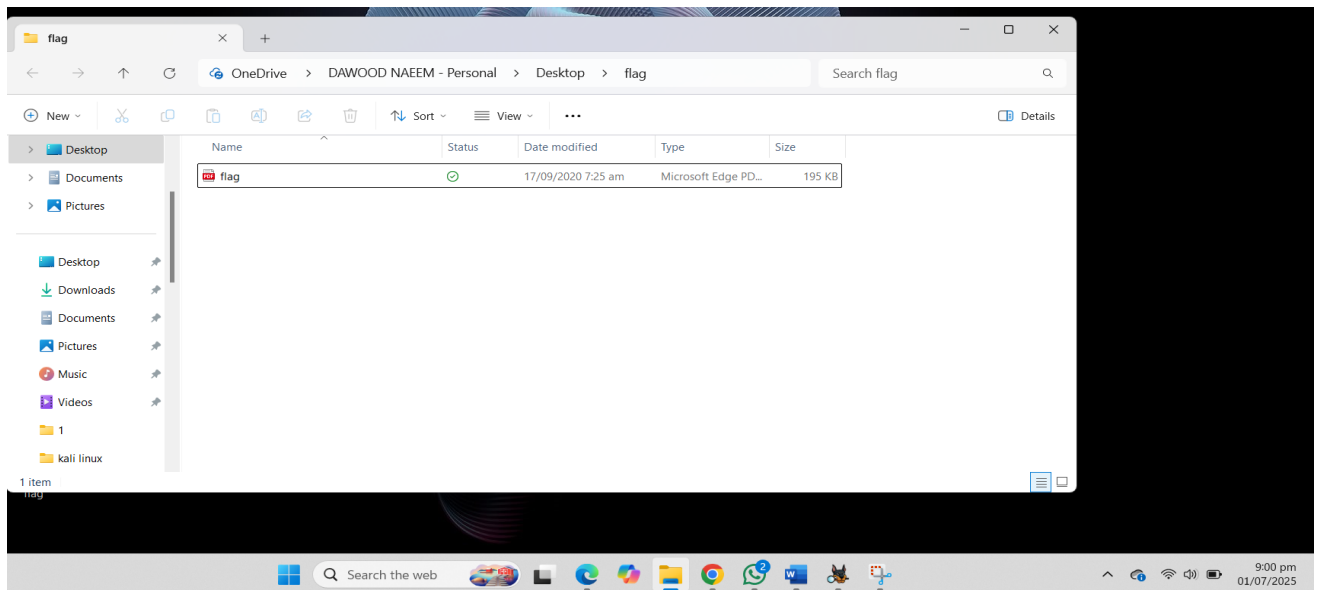 flag
OneDrive > DAWOOD NAEEM - Personal > Desktop > flag
Search flag
New
Sort
View
Details
Name Status Date modified Type Size
flag 17/09/2020 7:25 am Microsoft Edge PD... 195 KB
Desktop
Documents
Pictures
Desktop
Downloads
Documents
Pictures
Music
Videos
1
kali linux
1 item
flag
Search the web
2
9:00 pm
01/07/2025